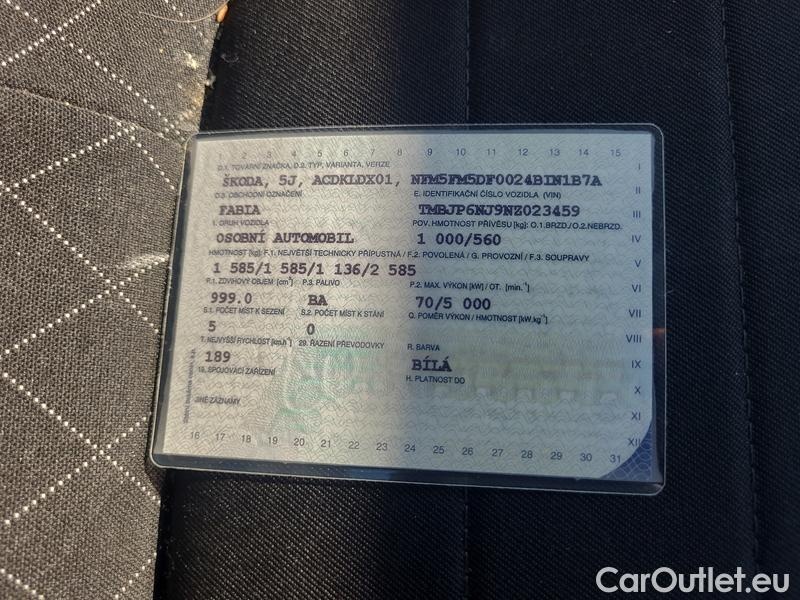 1 2 3 4 5 6 7 8 9 10 11 12 13 14 15
D.1. TOVÁRNÍ ZNAČKA, D.2. TYP, VARIANTA, VERZE I
ŠKODA, 5J, ACDKLDX01, NFM5FM5DF0024BIN1B7A
D.3. OBCHODNÍ OZNAČENÍ E. IDENTIFIKAČNÍ ČÍSLO VOZIDLA (VIN) II
FABIA TMBJP6NJ9NZ023459 III
J. DRUH VOZIDLA POV. HMOTNOST PŘÍVĚSU [kg]: O.1.BRZD./O.2.NEBRZD.
OSOBNÍ AUTOMOBIL 1 000/560 IV
HMOTNOST [kg]: F.1. NEJVĚTŠÍ TECHNICKY PŘÍPUSTNÁ / F.2. POVOLENÁ / G. PROVOZNÍ / F.3. SOUPRAVY
1 585/1 585/1 136/2 585 V
P.1. ZDVIHOVÝ OBJEM [cm³] P.3. PALIVO P.2. MAX. VÝKON [kW] / OT. [min.⁻¹] VI
999.0 BA 70/5 000
S.1. POČET MÍST K SEZENÍ S.2. POČET MÍST K STÁNÍ Q. POMĚR VÝKON / HMOTNOST [kW.kg⁻¹] VII
5 0
T. NEJVYŠŠÍ RYCHLOST [km.h⁻¹] 29. ŘAZENÍ PŘEVODOVKY R. BARVA VIII
189 BÍLÁ IX
18. SPOJOVACÍ ZAŘÍZENÍ H. PLATNOST DO
X
JINÉ ZÁZNAMY
XI
16 17 18 19 20 21 22 23 24 25 26 27 28 29 30 31 XII
CarOutlet.eu